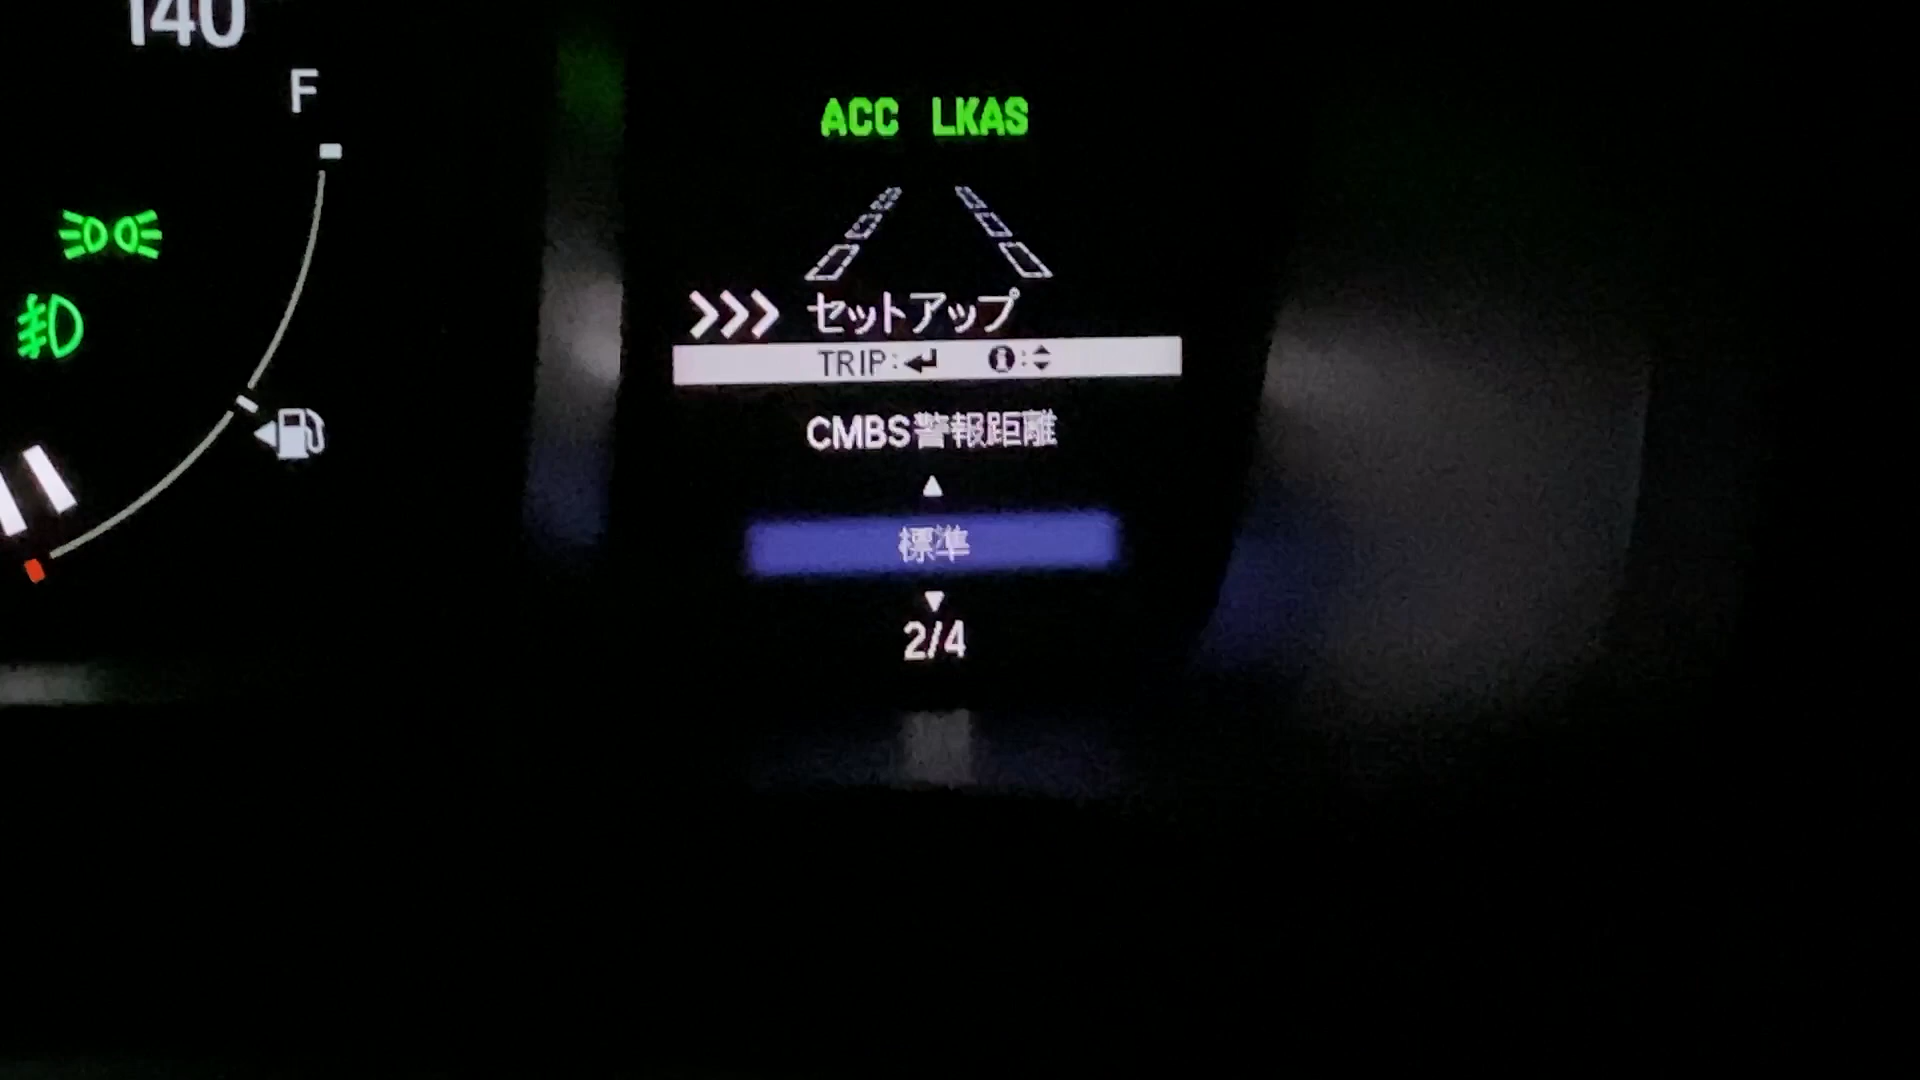 140
F
ACC LKAS
>>> セットアップ
TRIP:↵ i:
CMBS警報距離
▲
標準
▼
2/4